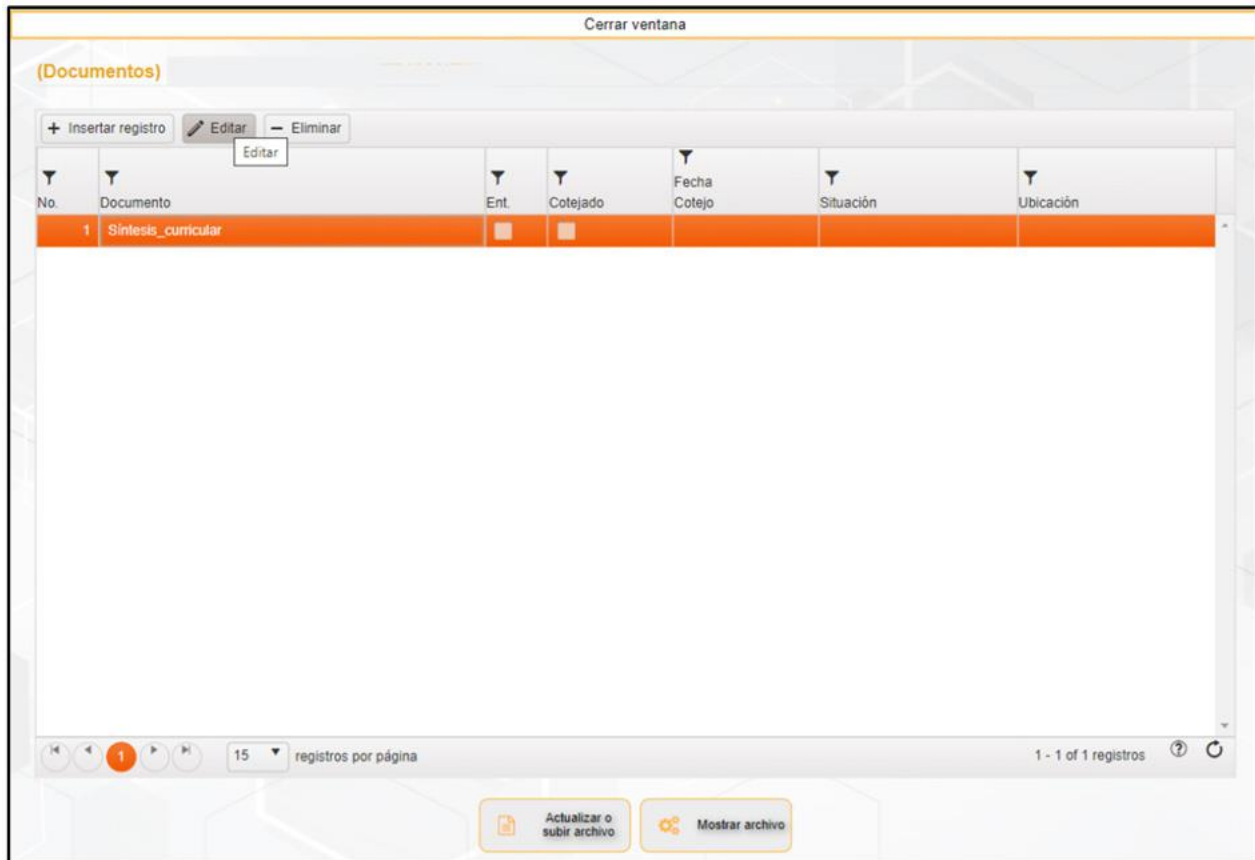 Cerrar ventana
(Documentos)
+ Insertar registro Editar − Eliminar
Editar
No. Documento Ent. Cotejado Fecha Cotejo Situación Ubicación
1 Síntesis_curricular
1 15 registros por página 1 - 1 of 1 registros
Actualizar o
subir archivo
Mostrar archivo